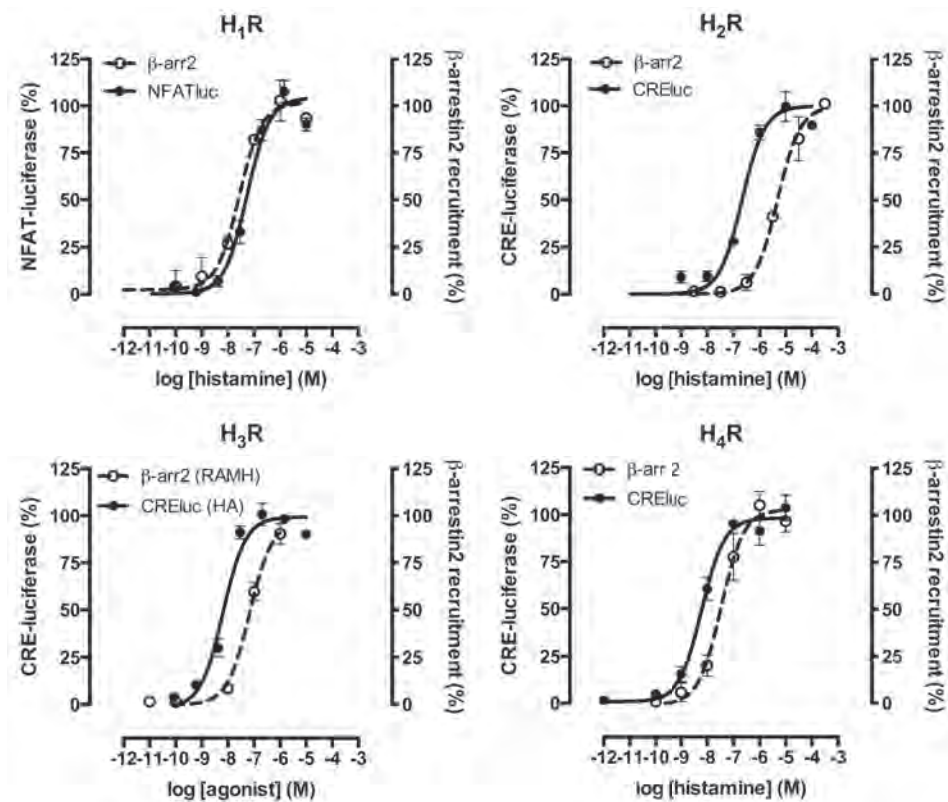 H1R
125
100
75
50
25
0
NFAT-luciferase (%)
β-arr2
NFATluc
125
100
75
50
25
0
β-arrestin2 recruitment (%)
-12 -11 -10 -9 -8 -7 -6 -5 -4 -3
log [histamine] (M)
H2R
125
100
75
50
25
0
CRE-luciferase (%)
β-arr2
CREluc
125
100
75
50
25
0
β-arrestin2 recruitment (%)
-12 -11 -10 -9 -8 -7 -6 -5 -4 -3
log [histamine] (M)
H3R
125
100
75
50
25
0
CRE-luciferase (%)
β-arr2 (RAMH)
CREluc (HA)
125
100
75
50
25
0
β-arrestin2 recruitment (%)
-12 -11 -10 -9 -8 -7 -6 -5 -4 -3
log [agonist] (M)
H4R
125
100
75
50
25
0
CRE-luciferase (%)
β-arr 2
CREluc
125
100
75
50
25
0
β-arrestin2 recruitment (%)
-12 -11 -10 -9 -8 -7 -6 -5 -4 -3
log [histamine] (M)